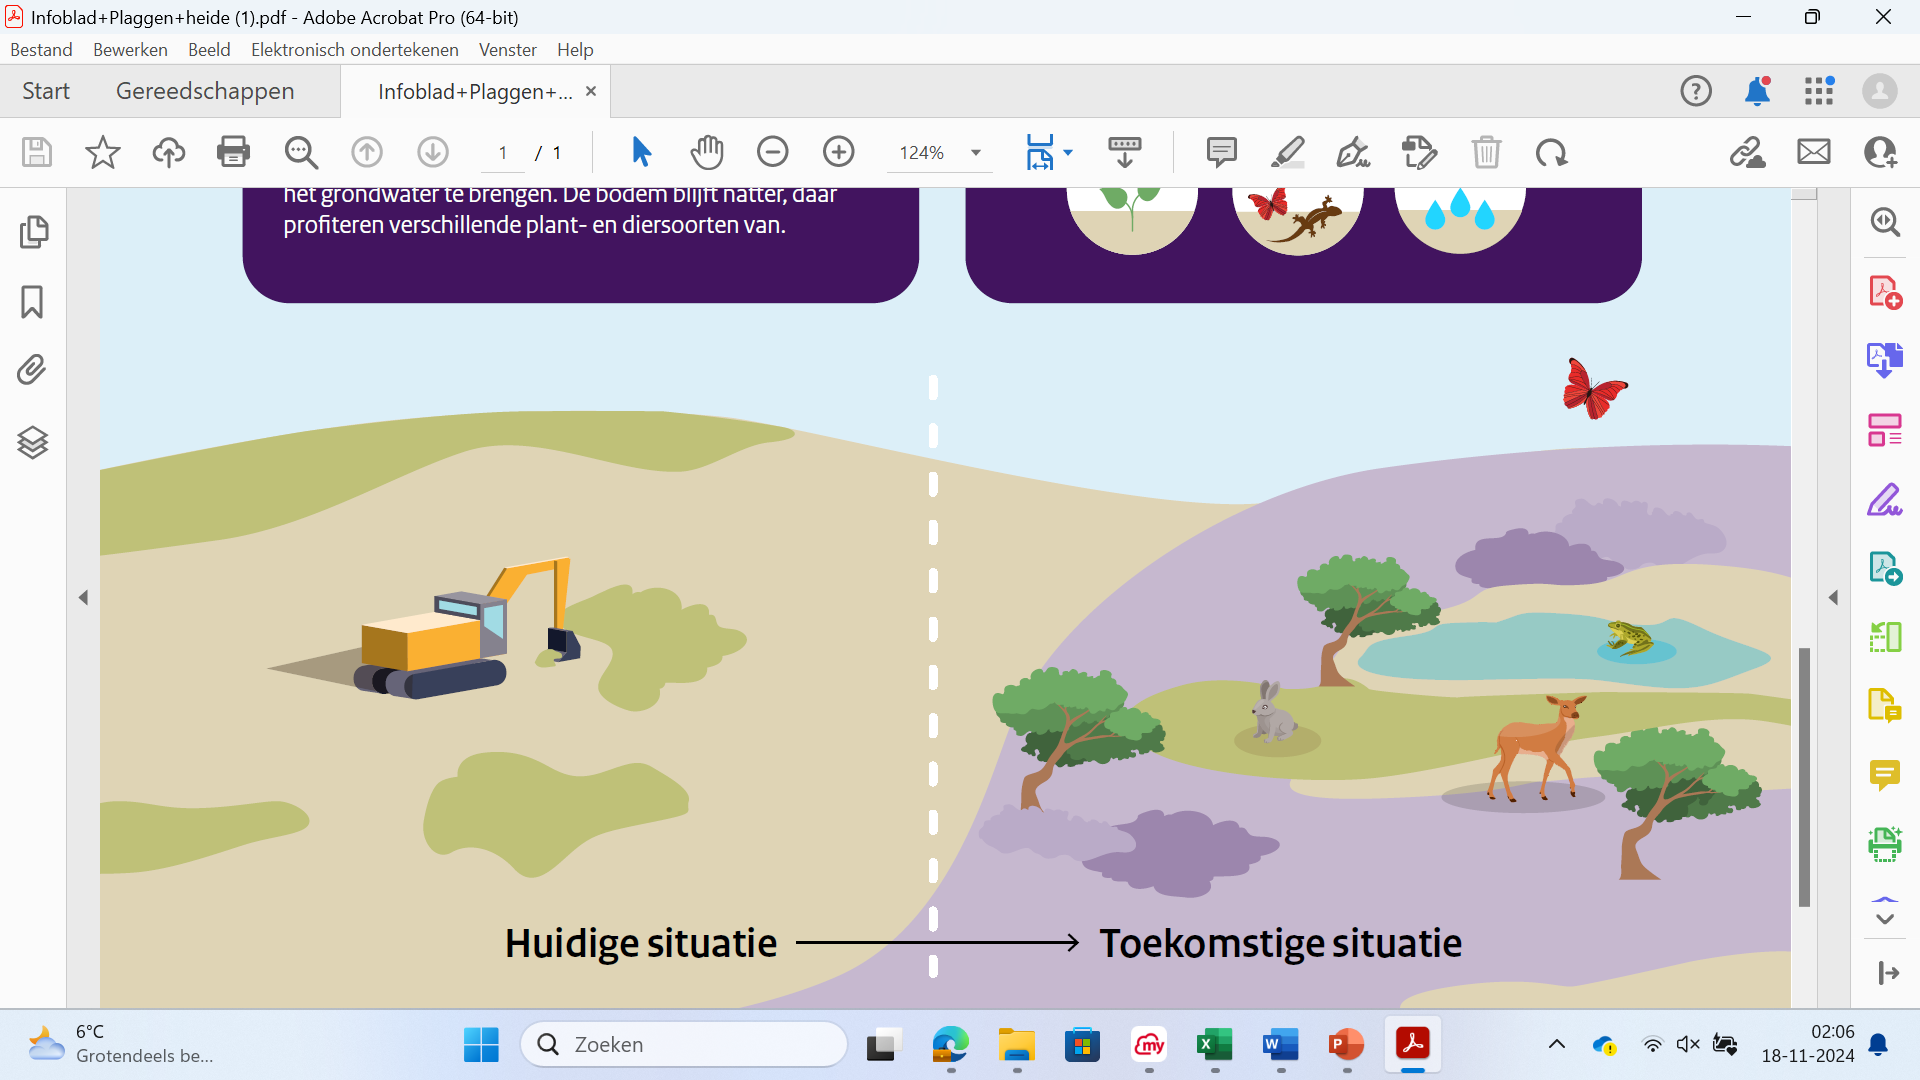 Infoblad+Plaggen+heide (1).pdf - Adobe Acrobat Pro (64-bit)
Bestand Bewerken Beeld Elektronisch ondertekenen Venster Help
Start Gereedschappen Infoblad+Plaggen+... ×
1 / 1 124%
het grondwater te brengen. De bodem blijft natter, daar
profiteren verschillende plant- en diersoorten van.
Huidige situatie Toekomstige situatie
6°C
Grotendeels be...
Zoeken
my
X
W
P
02:06
18-11-2024